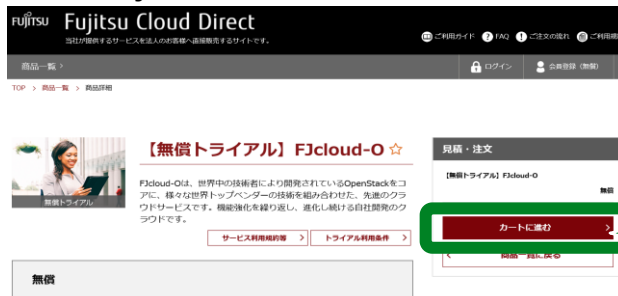 FUJITSU Fujitsu Cloud Direct
当社が提供するサービスを法人のお客様へ直接販売するサイトです。
ご利用ガイド FAQ ご注文の流れ ご利用規
商品一覧 >
ログイン 会員登録（無償）
TOP > 商品一覧 > 商品詳細
無償トライアル
【無償トライアル】FJcloud-O ☆
FJcloud-Oは、世界中の技術者により開発されているOpenStackをコ
アに、様々な世界トップベンダーの技術を組み合わせた、先進のクラ
ウドサービスです。機能強化を繰り返し、進化し続ける自社開発のク
ラウドです。
サービス利用規約等 >
トライアル利用条件 >
見積・注文
【無償トライアル】FJcloud-O
無償
カートに進む >
< 商品一覧に戻る
無償